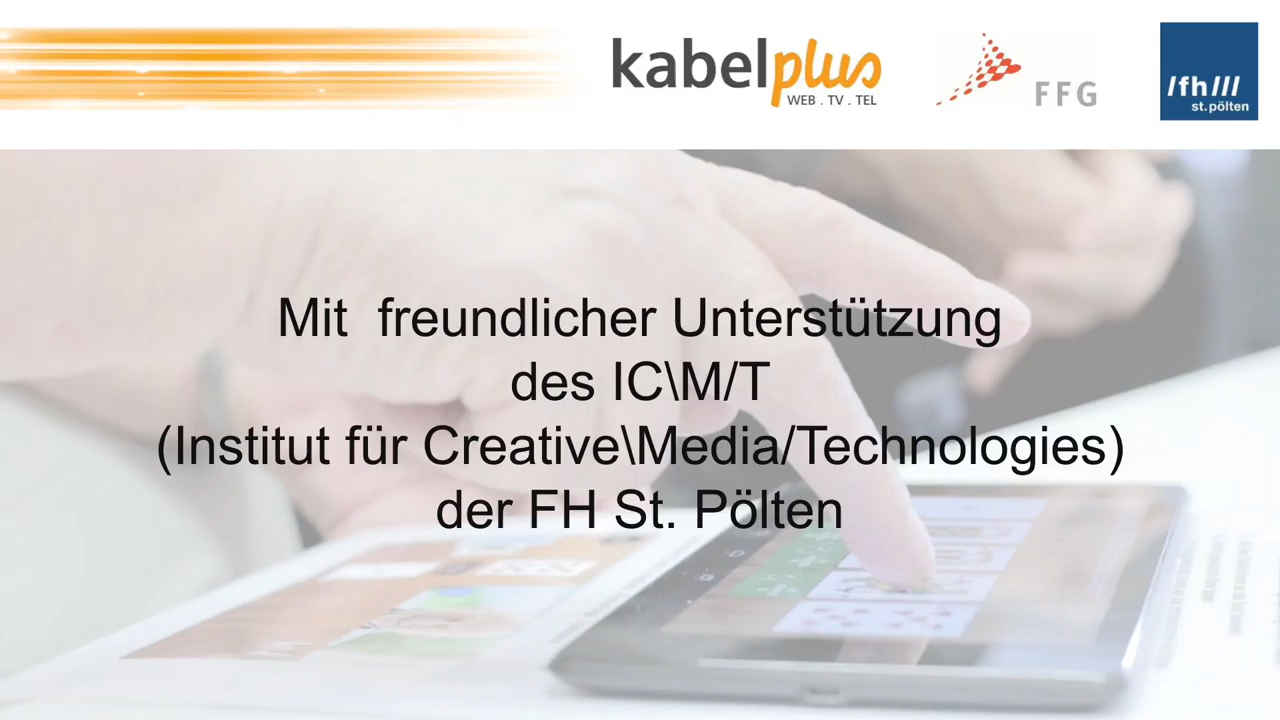 kabelplus
WEB . TV . TEL
FFG
/fh///
st.pölten
Mit  freundlicher Unterstützung
des IC\M/T
(Institut für Creative\Media/Technologies)
der FH St. Pölten